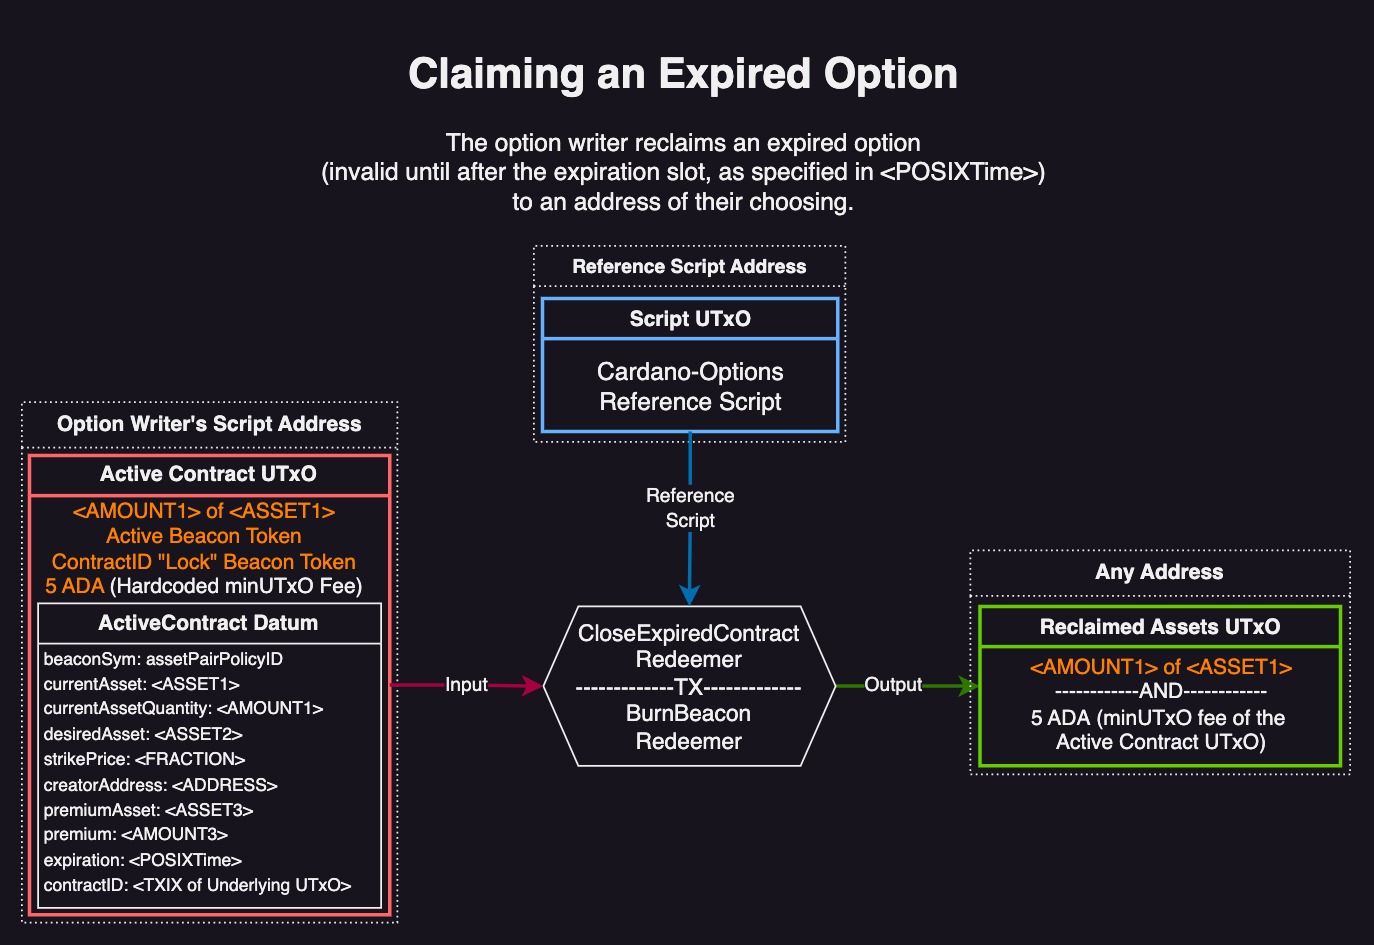 Claiming an Expired Option
The option writer reclaims an expired option
(invalid until after the expiration slot, as specified in <POSIXTime>)
to an address of their choosing.
Reference Script Address
Script UTxO
Cardano-Options
Reference Script
Reference
Script
Option Writer's Script Address
Active Contract UTxO
<AMOUNT1> of <ASSET1>
Active Beacon Token
ContractID "Lock" Beacon Token
5 ADA (Hardcoded minUTxO Fee)
ActiveContract Datum
beaconSym: assetPairPolicyID
currentAsset: <ASSET1>
currentAssetQuantity: <AMOUNT1>
desiredAsset: <ASSET2>
strikePrice: <FRACTION>
creatorAddress: <ADDRESS>
premiumAsset: <ASSET3>
premium: <AMOUNT3>
expiration: <POSIXTime>
contractID: <TXIX of Underlying UTxO>
Input
CloseExpiredContract
Redeemer
-------------TX-------------
BurnBeacon
Redeemer
Output
Any Address
Reclaimed Assets UTxO
<AMOUNT1> of <ASSET1>
------------AND------------
5 ADA (minUTxO fee of the
Active Contract UTxO)